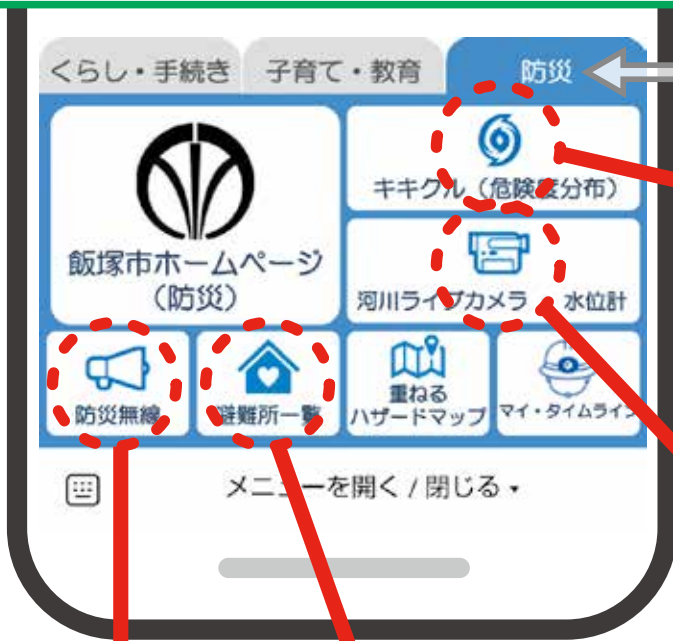 くらし・手続き
子育て・教育
防災
飯塚市ホームページ
（防災）
キキクル（危険度分布）
河川ライブカメラ・水位計
防災無線
避難所一覧
重ねる
ハザードマップ
マイ・タイムライン
メニューを開く / 閉じる ▾